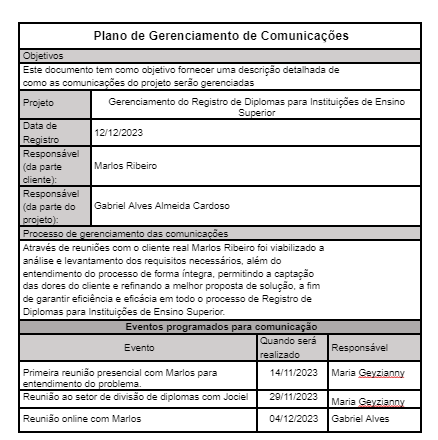 Plano de Gerenciamento de Comunicações
Objetivos
Este documento tem como objetivo fornecer uma descrição detalhada de
como as comunicações do projeto serão gerenciadas
Projeto
Gerenciamento do Registro de Diplomas para Instituições de Ensino
Superior
Data de
Registro
12/12/2023
Responsável
(da parte
cliente):
Marlos Ribeiro
Responsável
(da parte do
projeto):
Gabriel Alves Almeida Cardoso
Processo de gerenciamento das comunicações
Através de reuniões com o cliente real Marlos Ribeiro foi viabilizado a
análise e levantamento dos requisitos necessários, além do
entendimento do processo de forma íntegra, permitindo a captação
das dores do cliente e refinando a melhor proposta de solução, a fim
de garantir eficiência e eficácia em todo o processo de Registro de
Diplomas para Instituições de Ensino Superior.
Eventos programados para comunicação
Evento
Quando será
realizado
Responsável
Primeira reunião presencial com Marlos para
entendimento do problema.
14/11/2023
Maria Geyzianny
Reunião ao setor de divisão de diplomas com Jociel
29/11/2023
Maria Geyzianny
Reunião online com Marlos
04/12/2023
Gabriel Alves